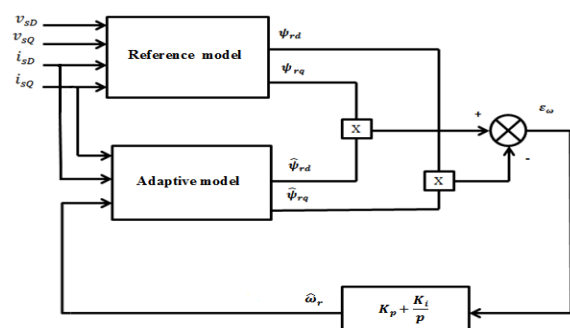 v_sD
v_sQ
i_sD
i_sQ
Reference model
ψ_rd
ψ_rq
X
+
ε_ω
-
Adaptive model
ψ̂_rd
ψ̂_rq
X
ω̂_r
K_p + K_i/p